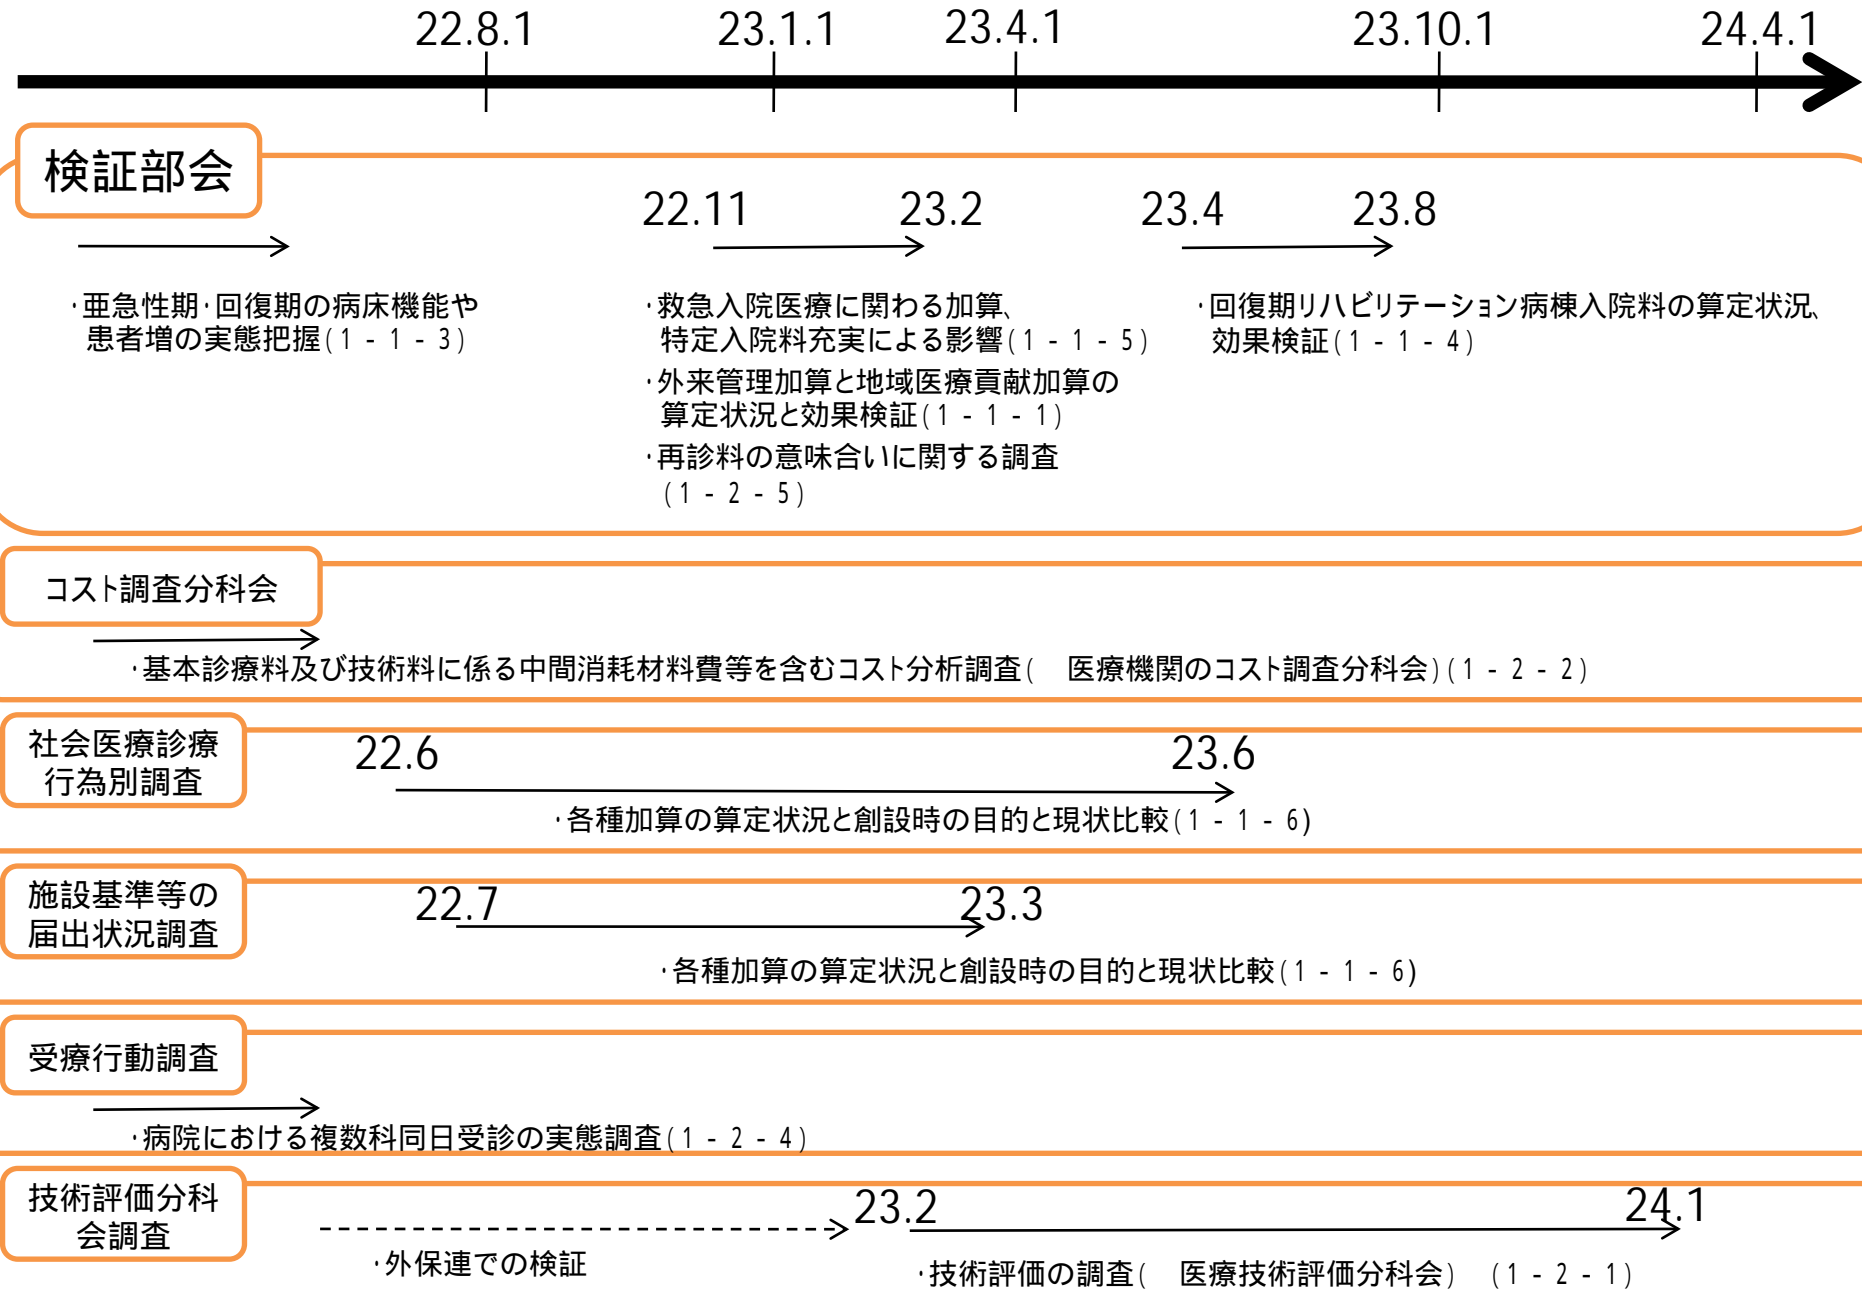 22.8.1 23.1.1 23.4.1 23.10.1 24.4.1
検証部会
22.11 23.2 23.4 23.8
・亜急性期・回復期の病床機能や
患者増の実態把握(1-1-3)
・救急入院医療に関わる加算、
特定入院料充実による影響(1-1-5)
・外来管理加算と地域医療貢献加算の
算定状況と効果検証(1-1-1)
・再診料の意味合いに関する調査
(1-2-5)
・回復期リハビリテーション病棟入院料の算定状況、
効果検証(1-1-4)
コスト調査分科会
・基本診療料及び技術料に係る中間消耗材料費等を含むコスト分析調査(　医療機関のコスト調査分科会)(1-2-2)
社会医療診療
行為別調査
22.6 23.6
・各種加算の算定状況と創設時の目的と現状比較(1-1-6)
施設基準等の
届出状況調査
22.7 23.3
・各種加算の算定状況と創設時の目的と現状比較(1-1-6)
受療行動調査
・病院における複数科同日受診の実態調査(1-2-4)
技術評価分科
会調査
23.2 24.1
・外保連での検証
・技術評価の調査(　医療技術評価分科会)　(1-2-1)